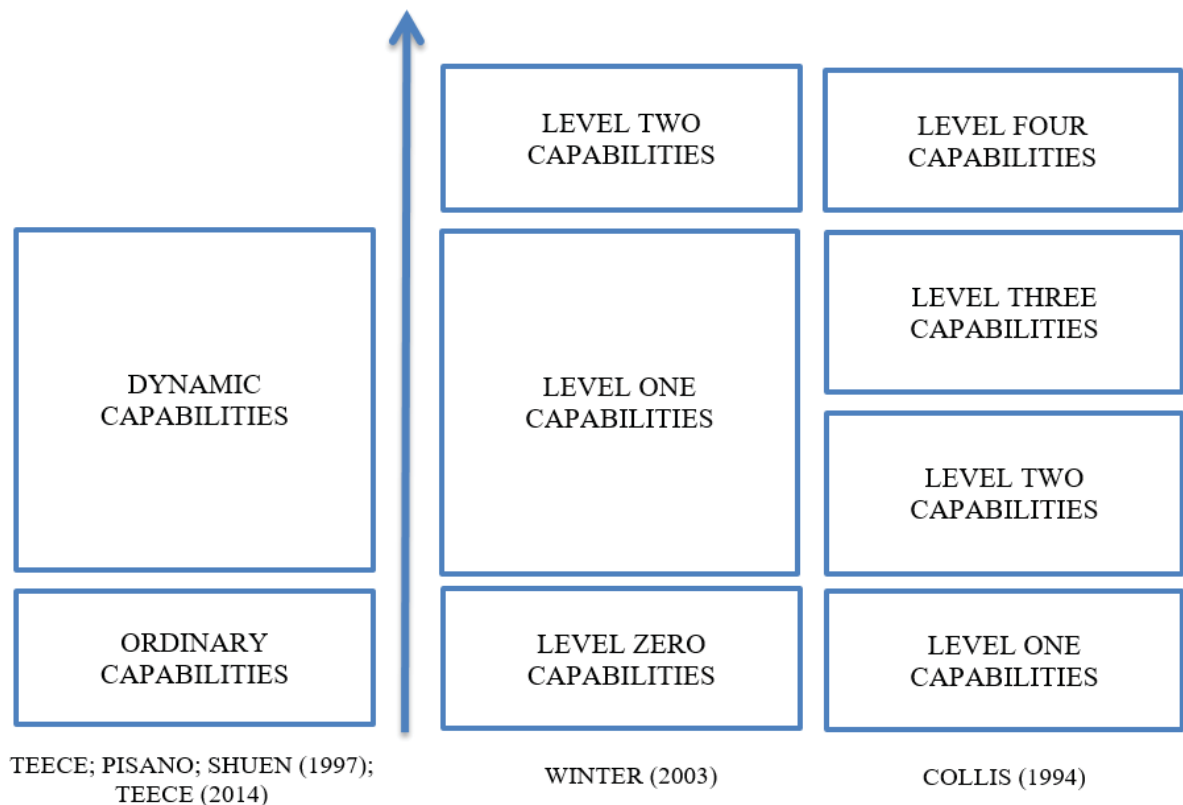 LEVEL TWO
CAPABILITIES
LEVEL FOUR
CAPABILITIES
DYNAMIC
CAPABILITIES
LEVEL ONE
CAPABILITIES
LEVEL THREE
CAPABILITIES
LEVEL TWO
CAPABILITIES
ORDINARY
CAPABILITIES
LEVEL ZERO
CAPABILITIES
LEVEL ONE
CAPABILITIES
TEECE; PISANO; SHUEN (1997);
TEECE (2014)
WINTER (2003)
COLLIS (1994)